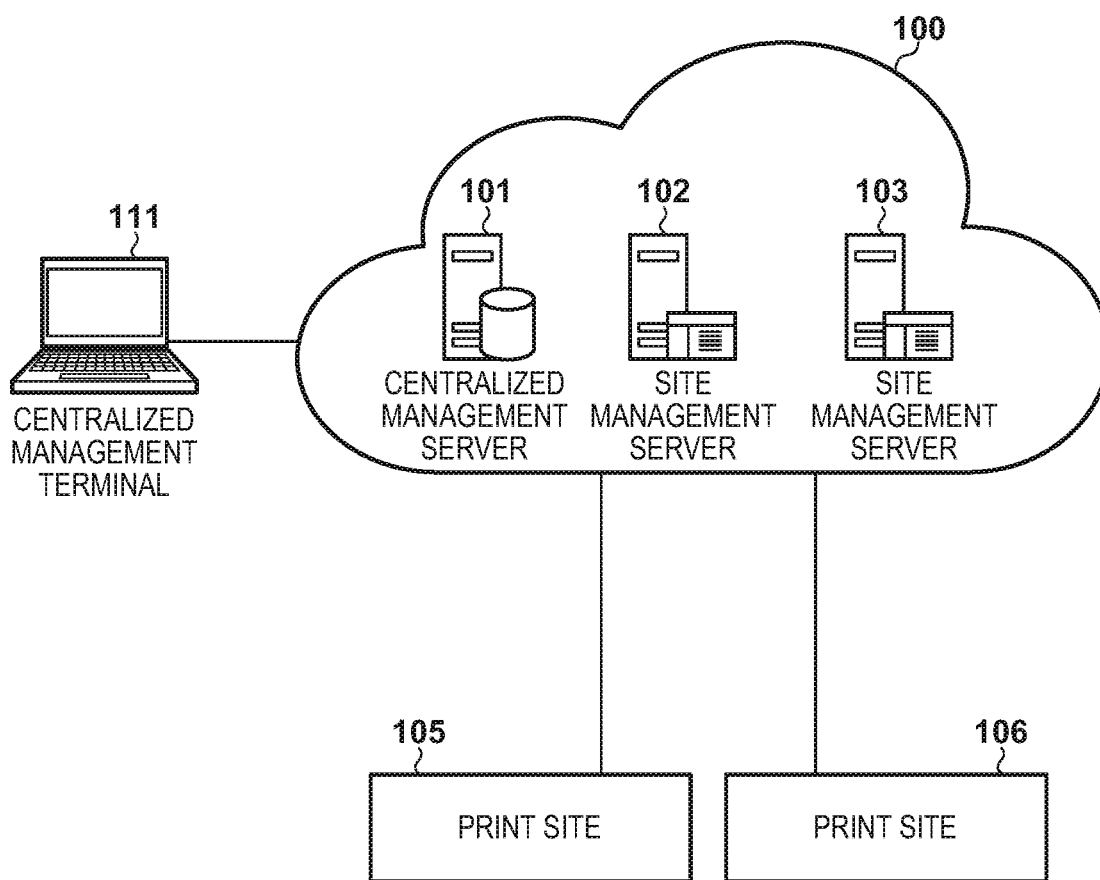 100
101
102
103
111
CENTRALIZED
MANAGEMENT
SERVER
SITE
MANAGEMENT
SERVER
SITE
MANAGEMENT
SERVER
CENTRALIZED
MANAGEMENT
TERMINAL
105
106
PRINT SITE
PRINT SITE